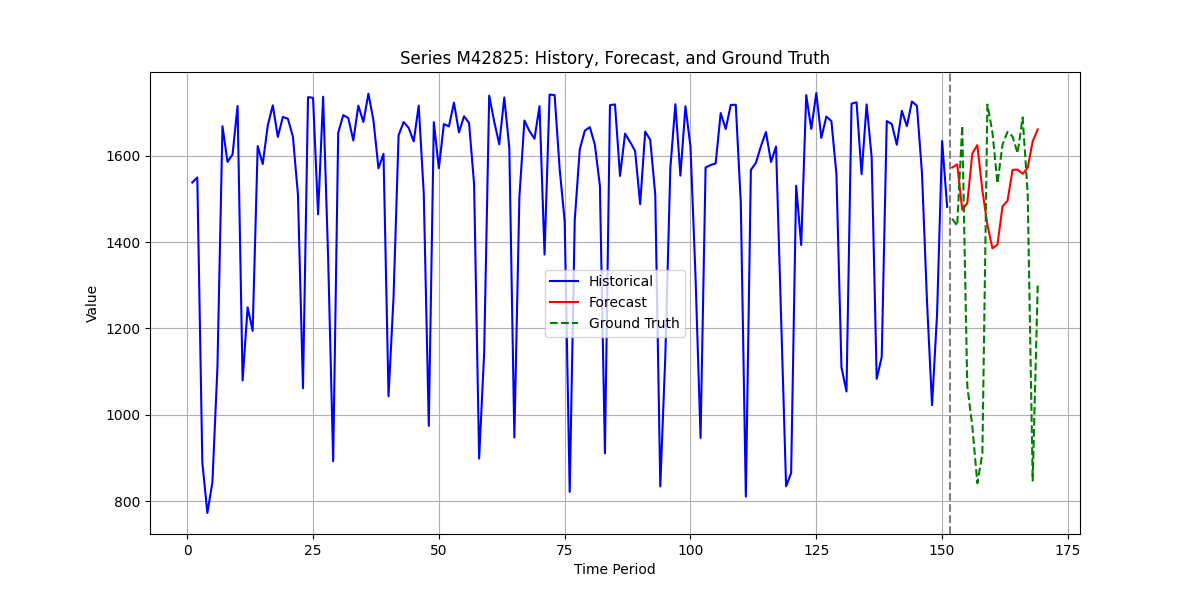 Series M42825: History, Forecast, and Ground Truth
Value
1600
1400
1200
1000
800
Historical
Forecast
Ground Truth
0 25 50 75 100 125 150 175
Time Period